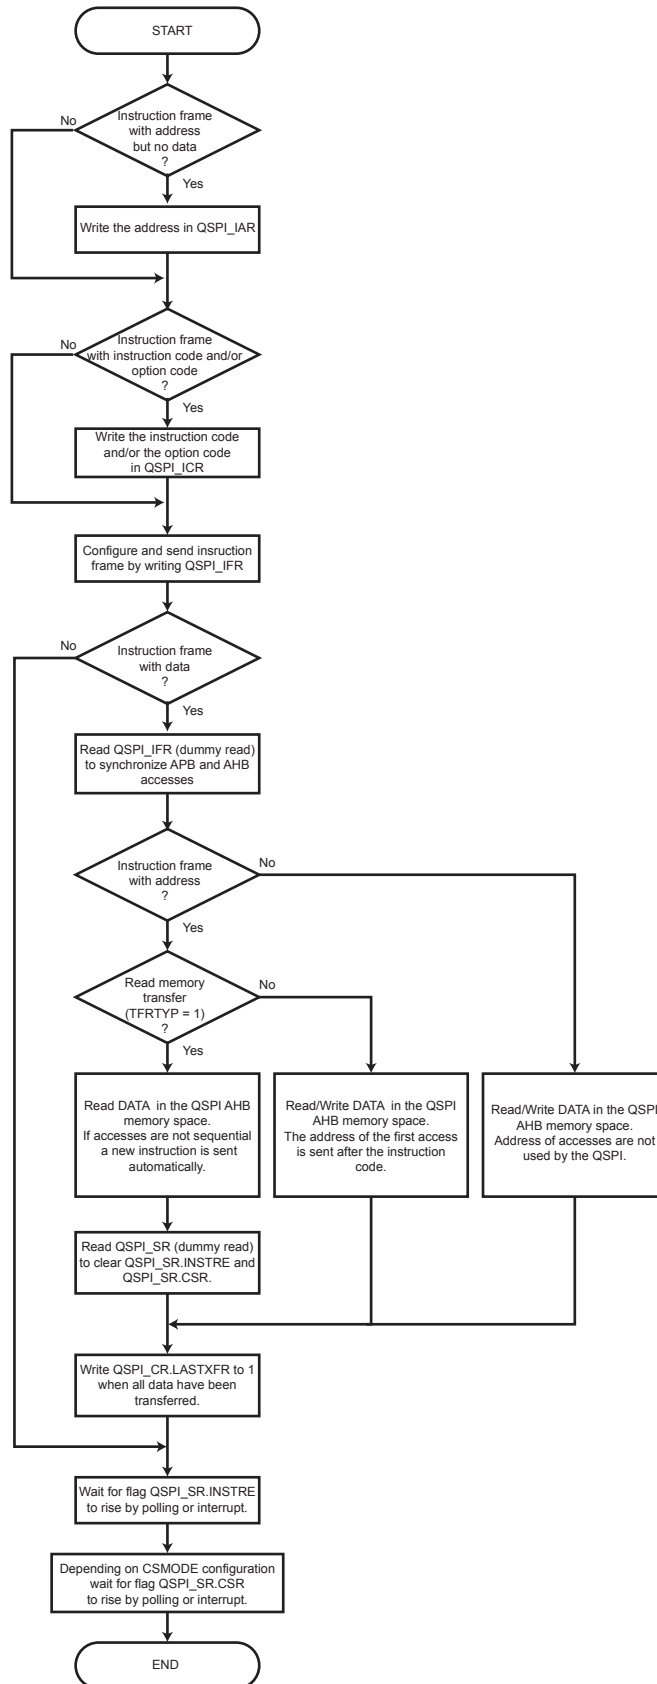 START
Instruction frame
with address
but no data
?
No
Yes
Write the address in QSPI_IAR
Instruction frame
with instruction code and/or
option code
?
No
Yes
Write the instruction code
and/or the option code
in QSPI_ICR
Configure and send insruction
frame by writing QSPI_IFR
Instruction frame
with data
?
No
Yes
Read QSPI_IFR (dummy read)
to synchronize APB and AHB
accesses
Instruction frame
with address
?
No
Yes
Read memory
transfer
(TFRTYP = 1)
?
No
Yes
Read DATA in the QSPI AHB
memory space.
If accesses are not sequential
a new instruction is sent
automatically.
Read/Write DATA in the QSPI
AHB memory space.
The address of the first access
is sent after the instruction
code.
Read/Write DATA in the QSPI
AHB memory space.
Address of accesses are not
used by the QSPI.
Read QSPI_SR (dummy read)
to clear QSPI_SR.INSTRE and
QSPI_SR.CSR.
Write QSPI_CR.LASTXFR to 1
when all data have been
transferred.
Wait for flag QSPI_SR.INSTRE
to rise by polling or interrupt.
Depending on CSMODE configuration
wait for flag QSPI_SR.CSR
to rise by polling or interrupt.
END